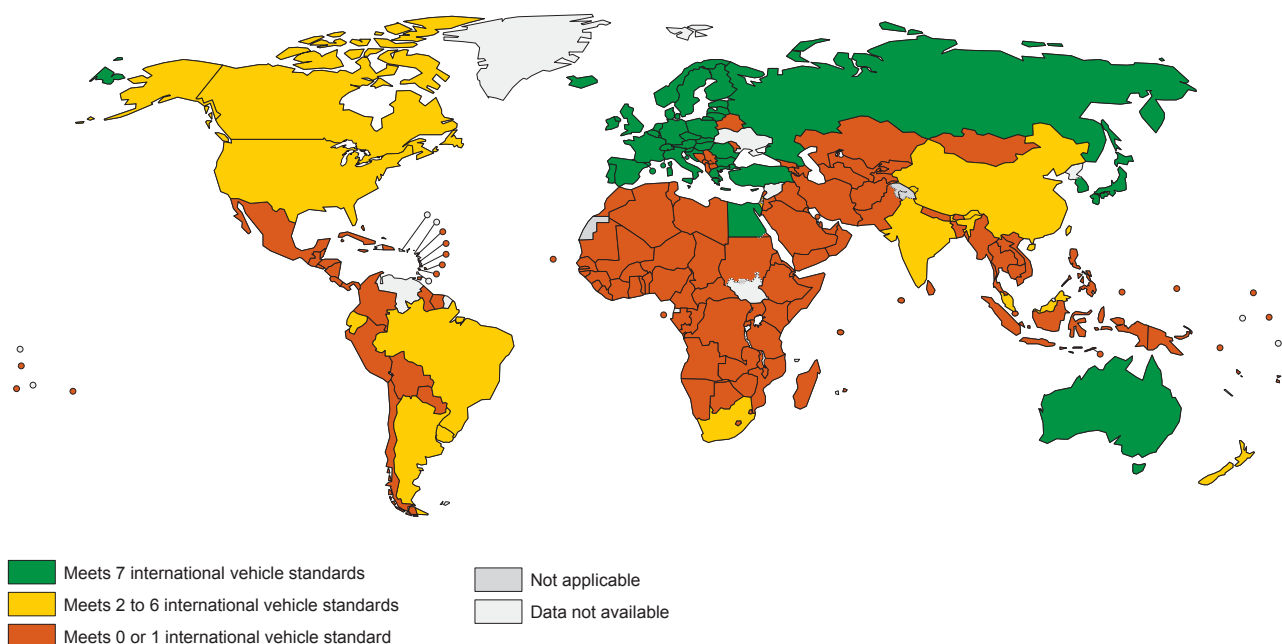 Meets 7 international vehicle standards
Meets 2 to 6 international vehicle standards
Meets 0 or 1 international vehicle standard
Not applicable
Data not available